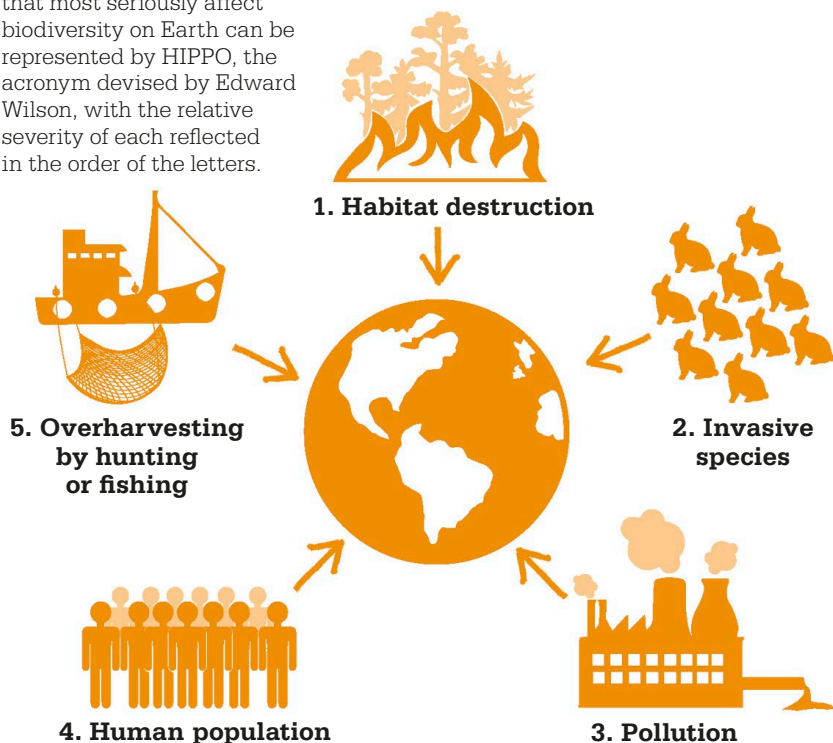 that most seriously affect
biodiversity on Earth can be
represented by HIPPO, the
acronym devised by Edward
Wilson, with the relative
severity of each reflected
in the order of the letters.
1. Habitat destruction
2. Invasive
species
3. Pollution
4. Human population
5. Overharvesting
by hunting
or fishing